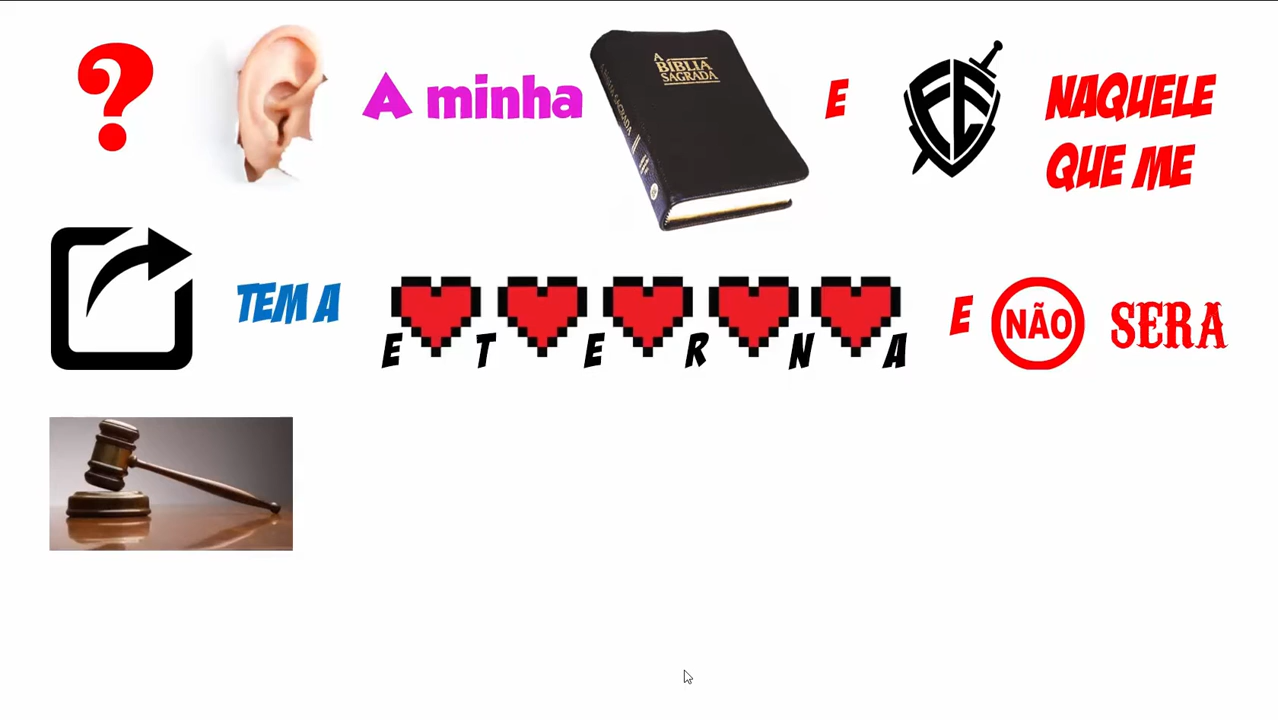 ? A minha A BÍBLIA SAGRADA E FÉ NAQUELE
QUE ME
TEM A E T E R N A E NÃO SERA